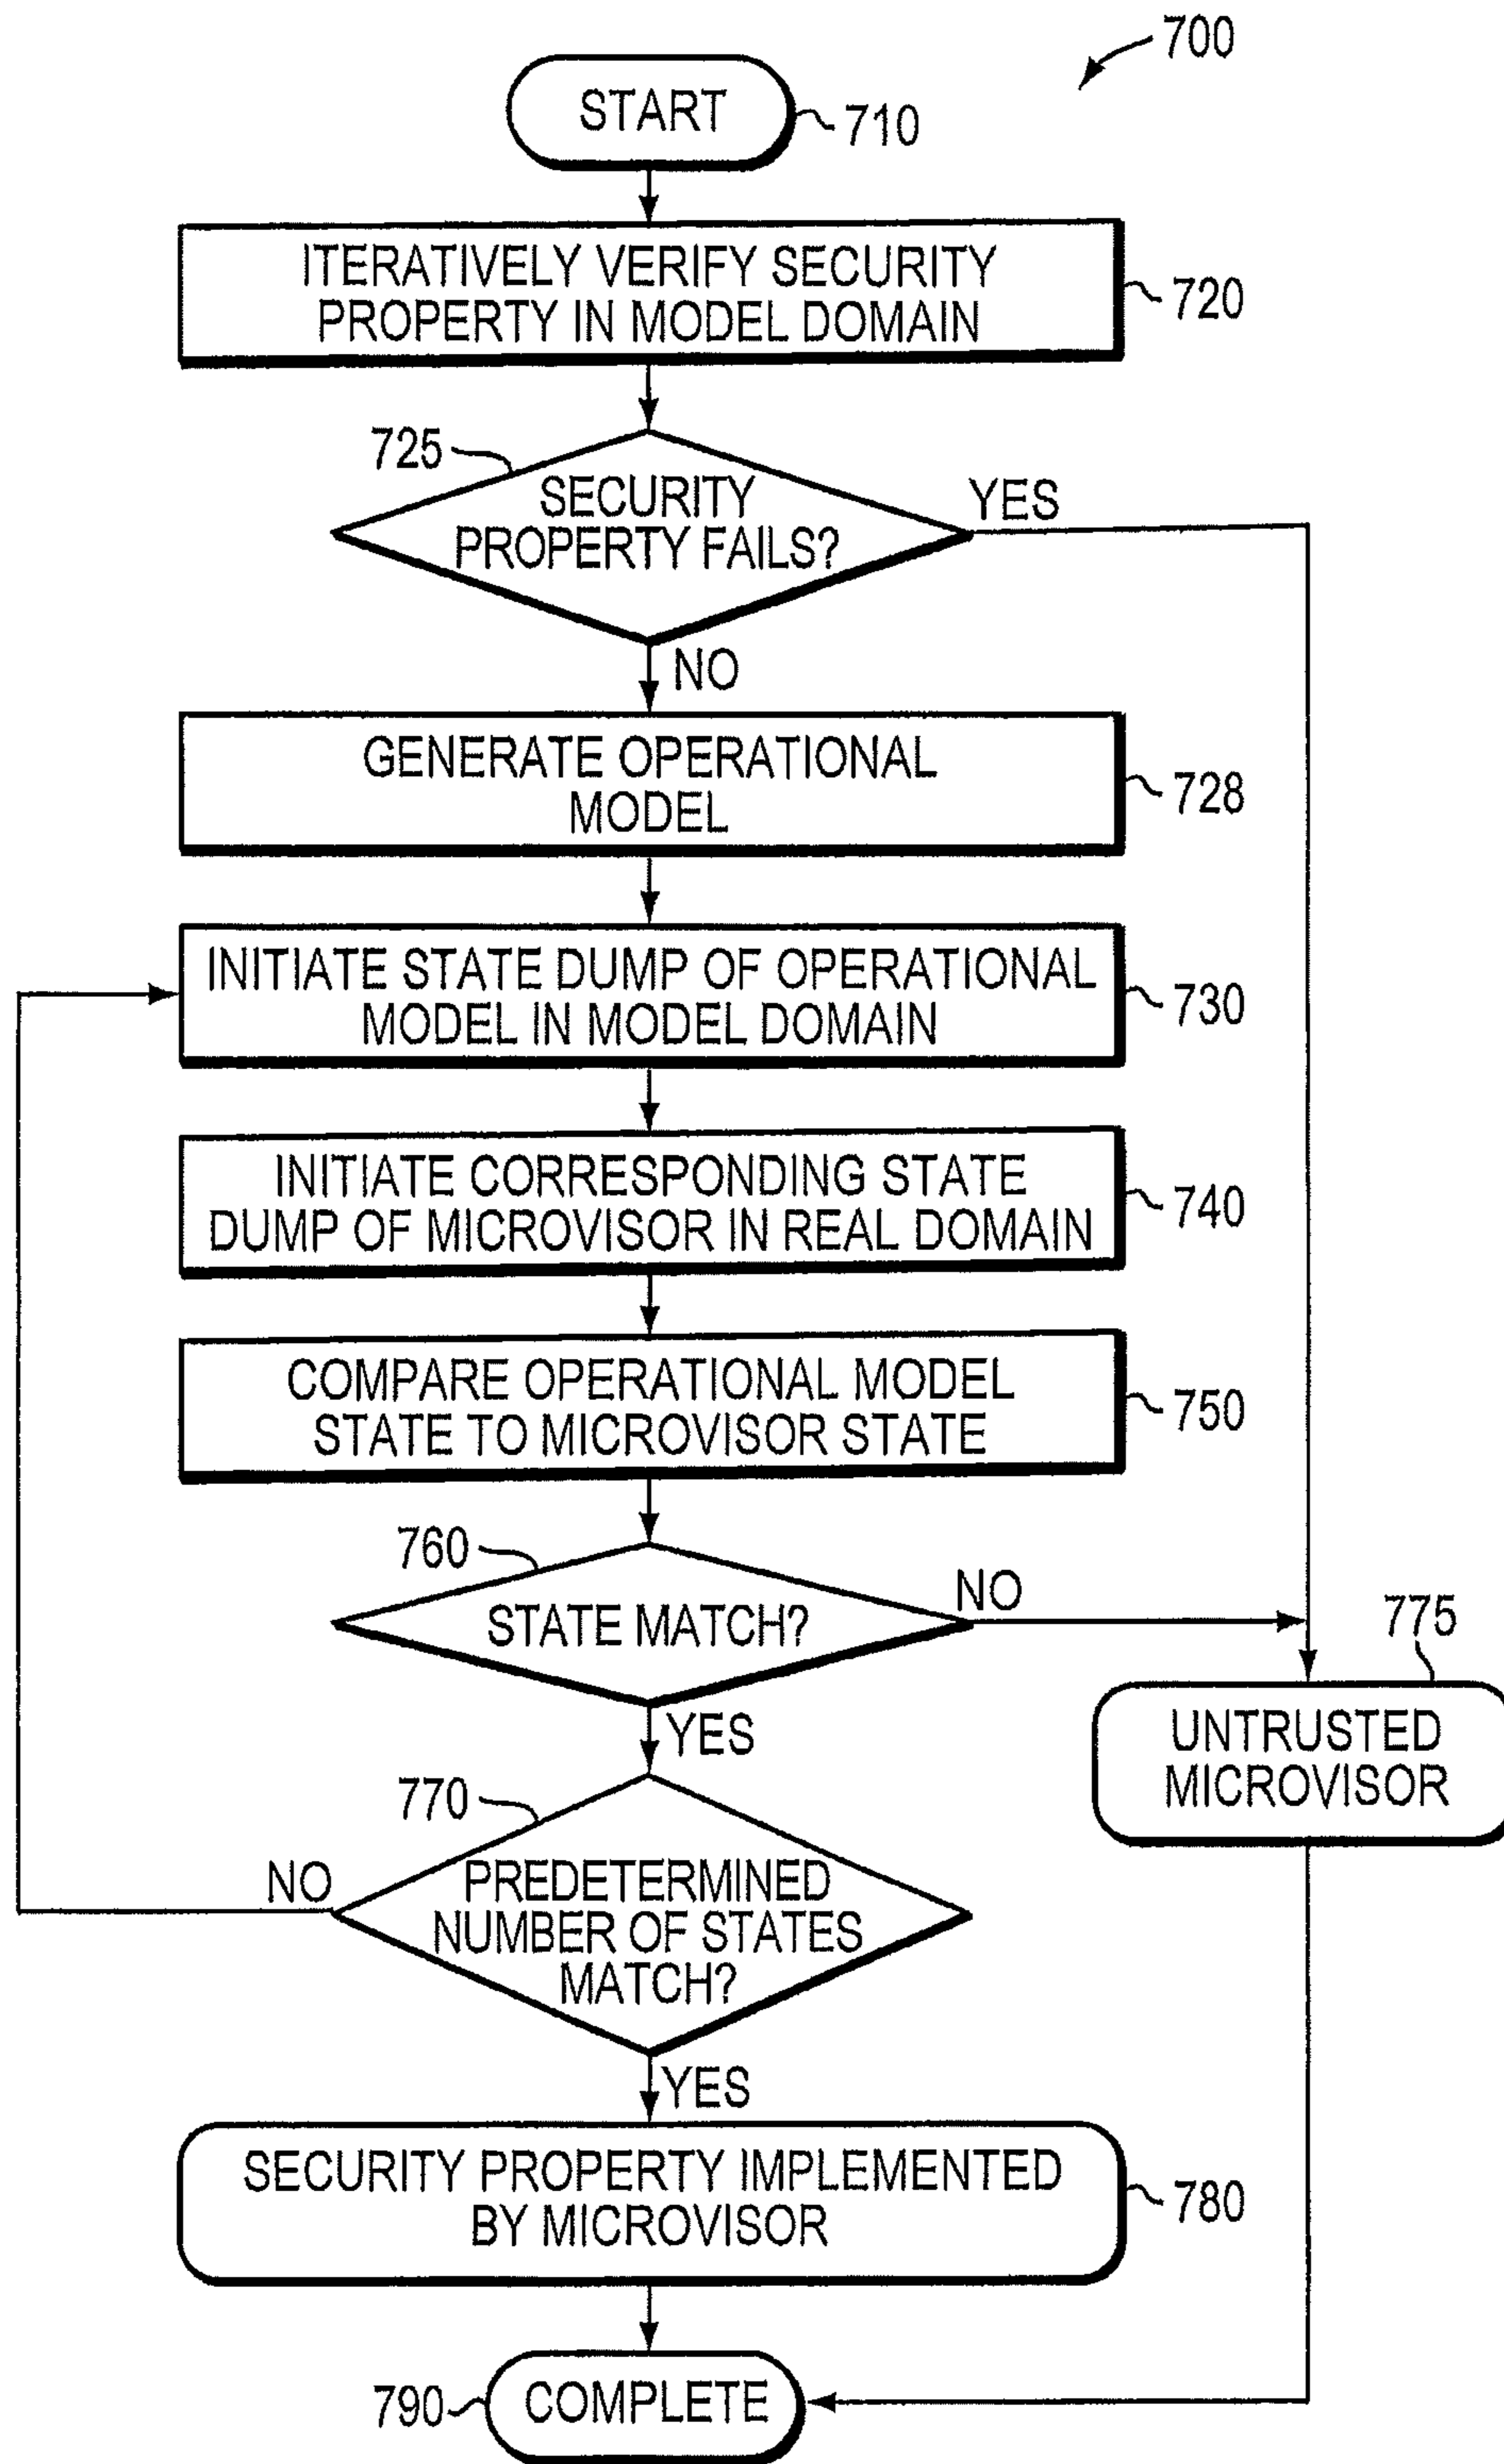 700
START
710
ITERATIVELY VERIFY SECURITY
PROPERTY IN MODEL DOMAIN
720
725
SECURITY
PROPERTY FAILS?
YES
NO
GENERATE OPERATIONAL
MODEL
728
INITIATE STATE DUMP OF OPERATIONAL
MODEL IN MODEL DOMAIN
730
INITIATE CORRESPONDING STATE
DUMP OF MICROVISOR IN REAL DOMAIN
740
COMPARE OPERATIONAL MODEL
STATE TO MICROVISOR STATE
750
760
STATE MATCH?
NO
YES
775
UNTRUSTED
MICROVISOR
770
PREDETERMINED
NUMBER OF STATES
MATCH?
NO
YES
SECURITY PROPERTY IMPLEMENTED
BY MICROVISOR
780
790
COMPLETE